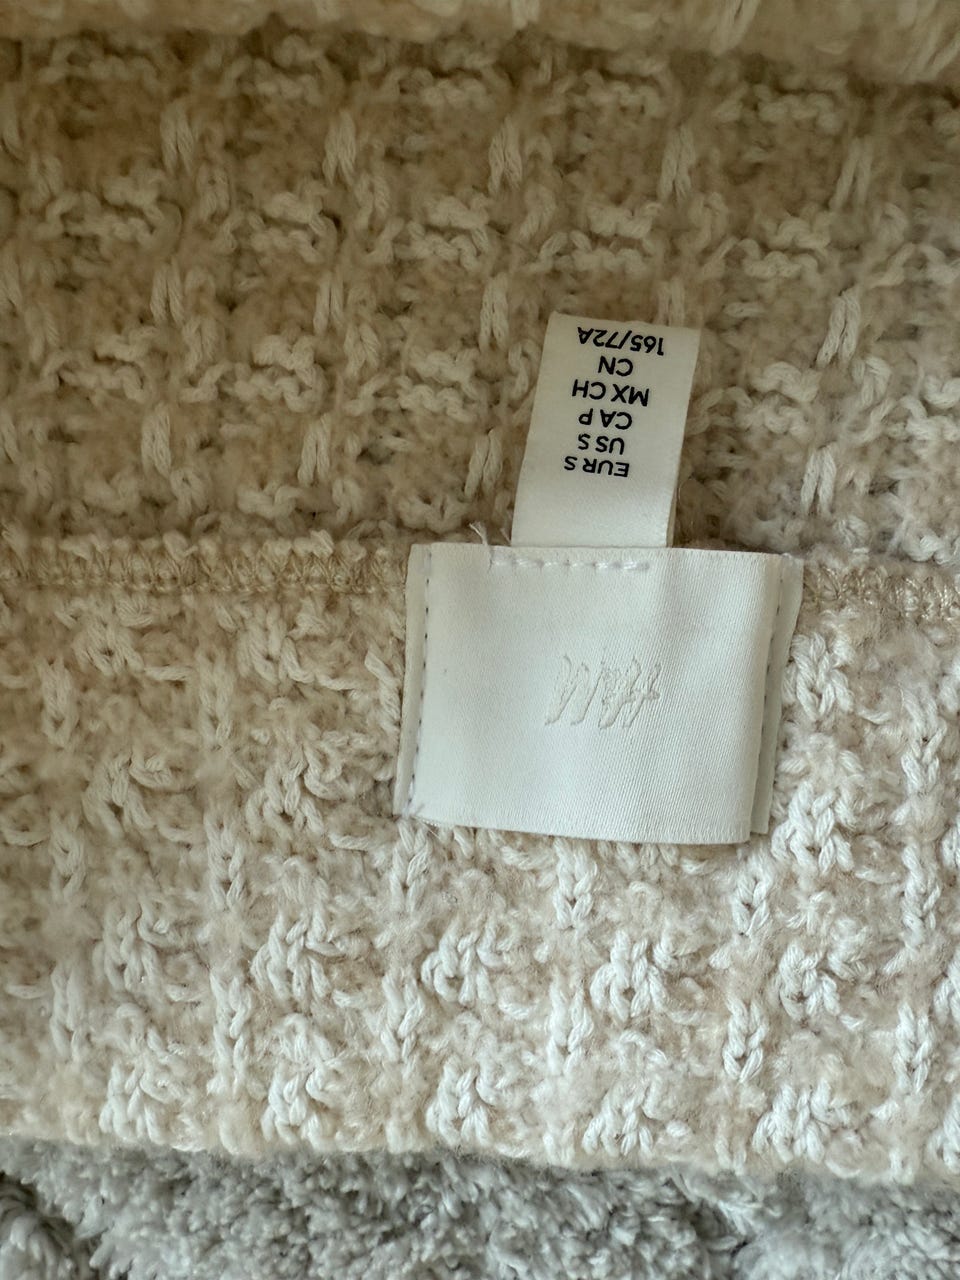 H&M
EUR S
US S
CA P
MX CH
CN
165/72A